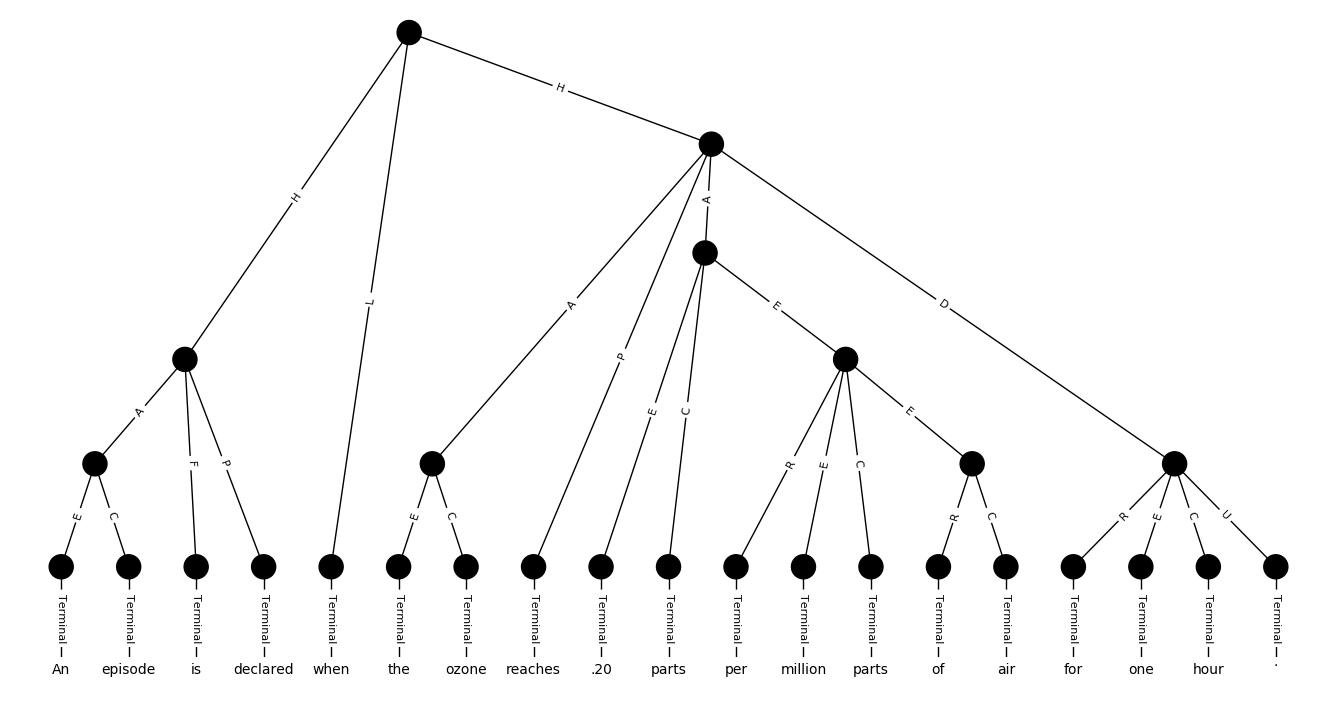 H
H
A
H
L
A
E
D
A
P
E
C
A
F
P
R
E
C
E
E
C
E
C
R
C
R
E
C
U
Terminal Terminal Terminal Terminal Terminal Terminal Terminal Terminal Terminal Terminal Terminal Terminal Terminal Terminal Terminal Terminal Terminal Terminal Terminal
An episode is declared when the ozone reaches .20 parts per million parts of air for one hour .